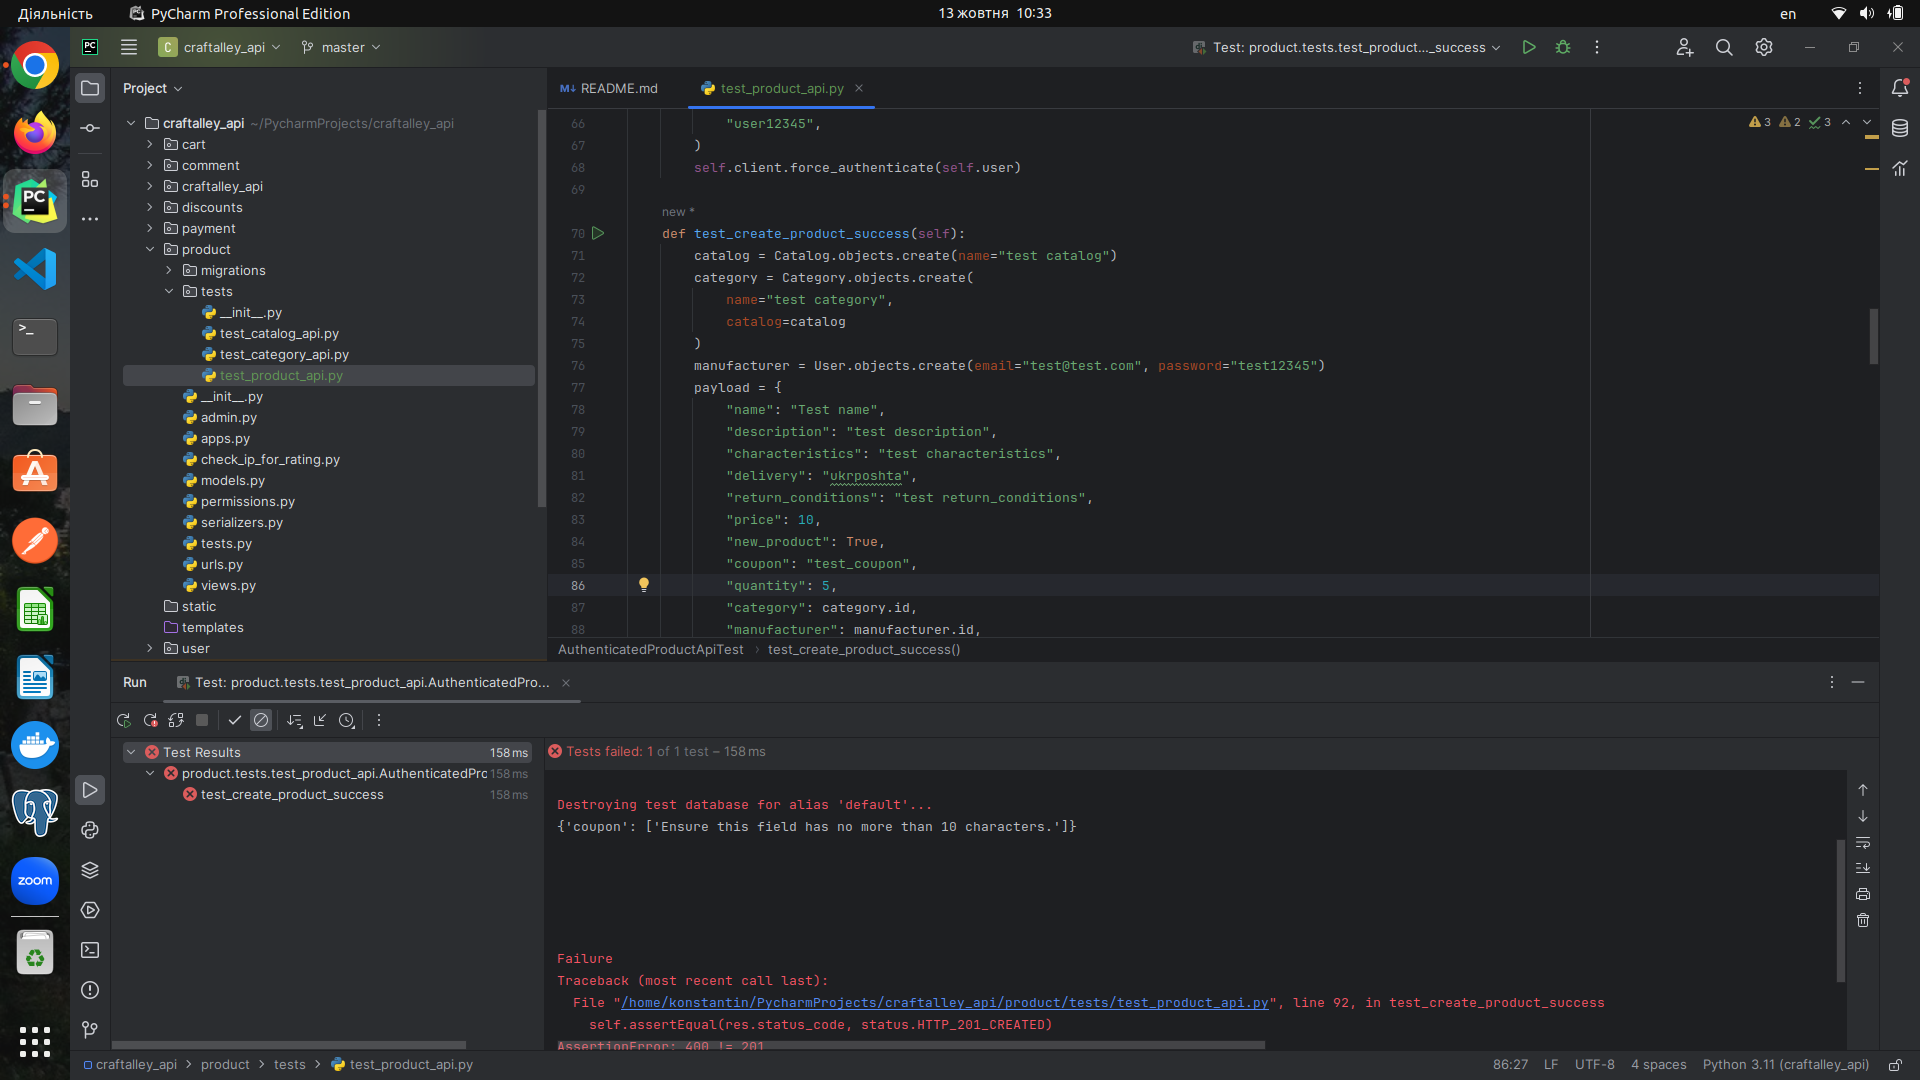 Діяльність
PyCharm Professional Edition
13 жовтня 10:33
en
craftalley_api
master
Test: product.tests.test_product..._success
Project
README.md
test_product_api.py
craftalley_api ~/PycharmProjects/craftalley_api
cart
comment
craftalley_api
discounts
payment
product
migrations
tests
__init__.py
test_catalog_api.py
test_category_api.py
test_product_api.py
__init__.py
admin.py
apps.py
check_ip_for_rating.py
models.py
permissions.py
serializers.py
tests.py
urls.py
views.py
static
templates
user
3 2 3
66 "user12345",
67 )
68 self.client.force_authenticate(self.user)
69
new *
70 def test_create_product_success(self):
71 catalog = Catalog.objects.create(name="test catalog")
72 category = Category.objects.create(
73 name="test category",
74 catalog=catalog
75 )
76 manufacturer = User.objects.create(email="test@test.com", password="test12345")
77 payload = {
78 "name": "Test name",
79 "description": "test description",
80 "characteristics": "test characteristics",
81 "delivery": "ukrposhta",
82 "return_conditions": "test return_conditions",
83 "price": 10,
84 "new_product": True,
85 "coupon": "test_coupon",
86 "quantity": 5,
87 "category": category.id,
88 "manufacturer": manufacturer.id,
AuthenticatedProductApiTest > test_create_product_success()
Run
Test: product.tests.test_product_api.AuthenticatedPro...
Test Results 158 ms
product.tests.test_product_api.AuthenticatedPrc 158 ms
test_create_product_success 158 ms
Tests failed: 1 of 1 test – 158 ms
Destroying test database for alias 'default'...
{'coupon': ['Ensure this field has no more than 10 characters.']}
Failure
Traceback (most recent call last):
File "/home/konstantin/PycharmProjects/craftalley_api/product/tests/test_product_api.py", line 92, in test_create_product_success
self.assertEqual(res.status_code, status.HTTP_201_CREATED)
AssertionError: 400 != 201
craftalley_api > product > tests > test_product_api.py
86:27 LF UTF-8 4 spaces Python 3.11 (craftalley_api)
PC
C
PC
zoom